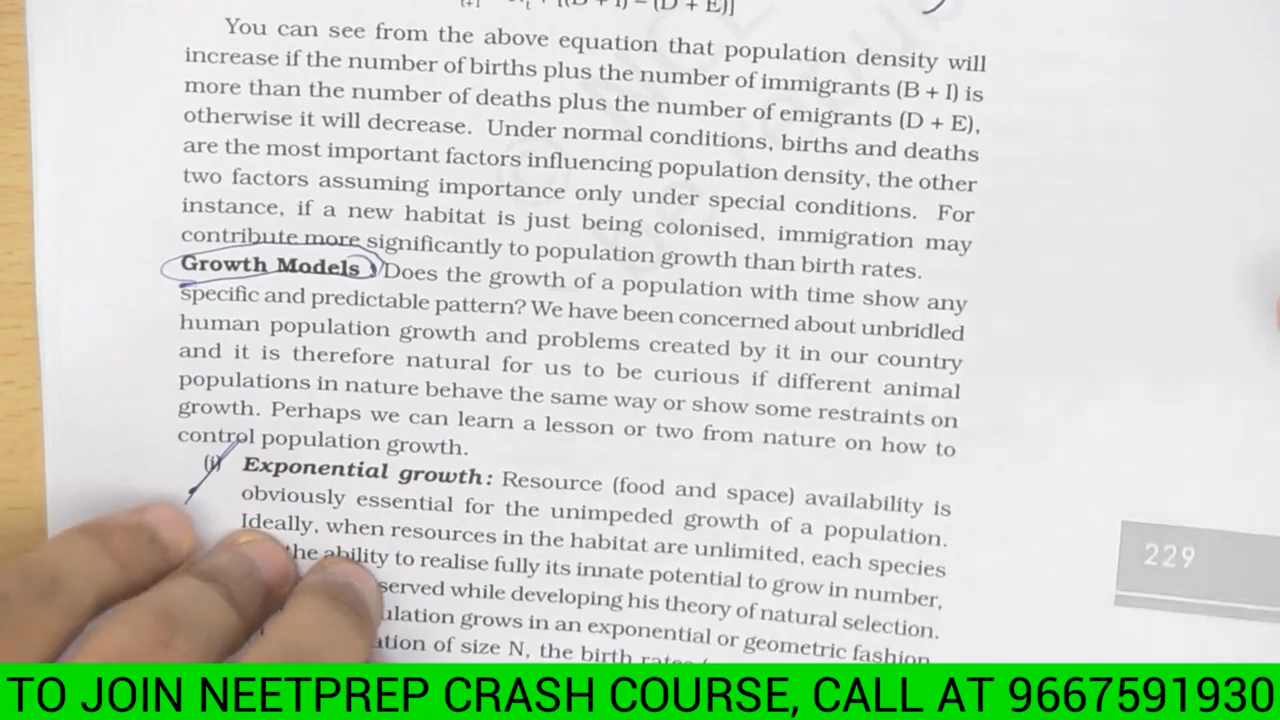 (D + E)]
You can see from the above equation that population density will
increase if the number of births plus the number of immigrants (B + I) is
more than the number of deaths plus the number of emigrants (D + E),
otherwise it will decrease. Under normal conditions, births and deaths
are the most important factors influencing population density, the other
two factors assuming importance only under special conditions. For
instance, if a new habitat is just being colonised, immigration may
contribute more significantly to population growth than birth rates.
Growth Models Does the growth of a population with time show any
specific and predictable pattern? We have been concerned about unbridled
human population growth and problems created by it in our country
and it is therefore natural for us to be curious if different animal
populations in nature behave the same way or show some restraints on
growth. Perhaps we can learn a lesson or two from nature on how to
control population growth.
(i) Exponential growth: Resource (food and space) availability is
obviously essential for the unimpeded growth of a population.
Ideally, when resources in the habitat are unlimited, each species
the ability to realise fully its innate potential to grow in number,
served while developing his theory of natural selection.
ulation grows in an exponential or geometric fashion
ation of size N, the birth rates
229
TO JOIN NEETPREP CRASH COURSE, CALL AT 9667591930